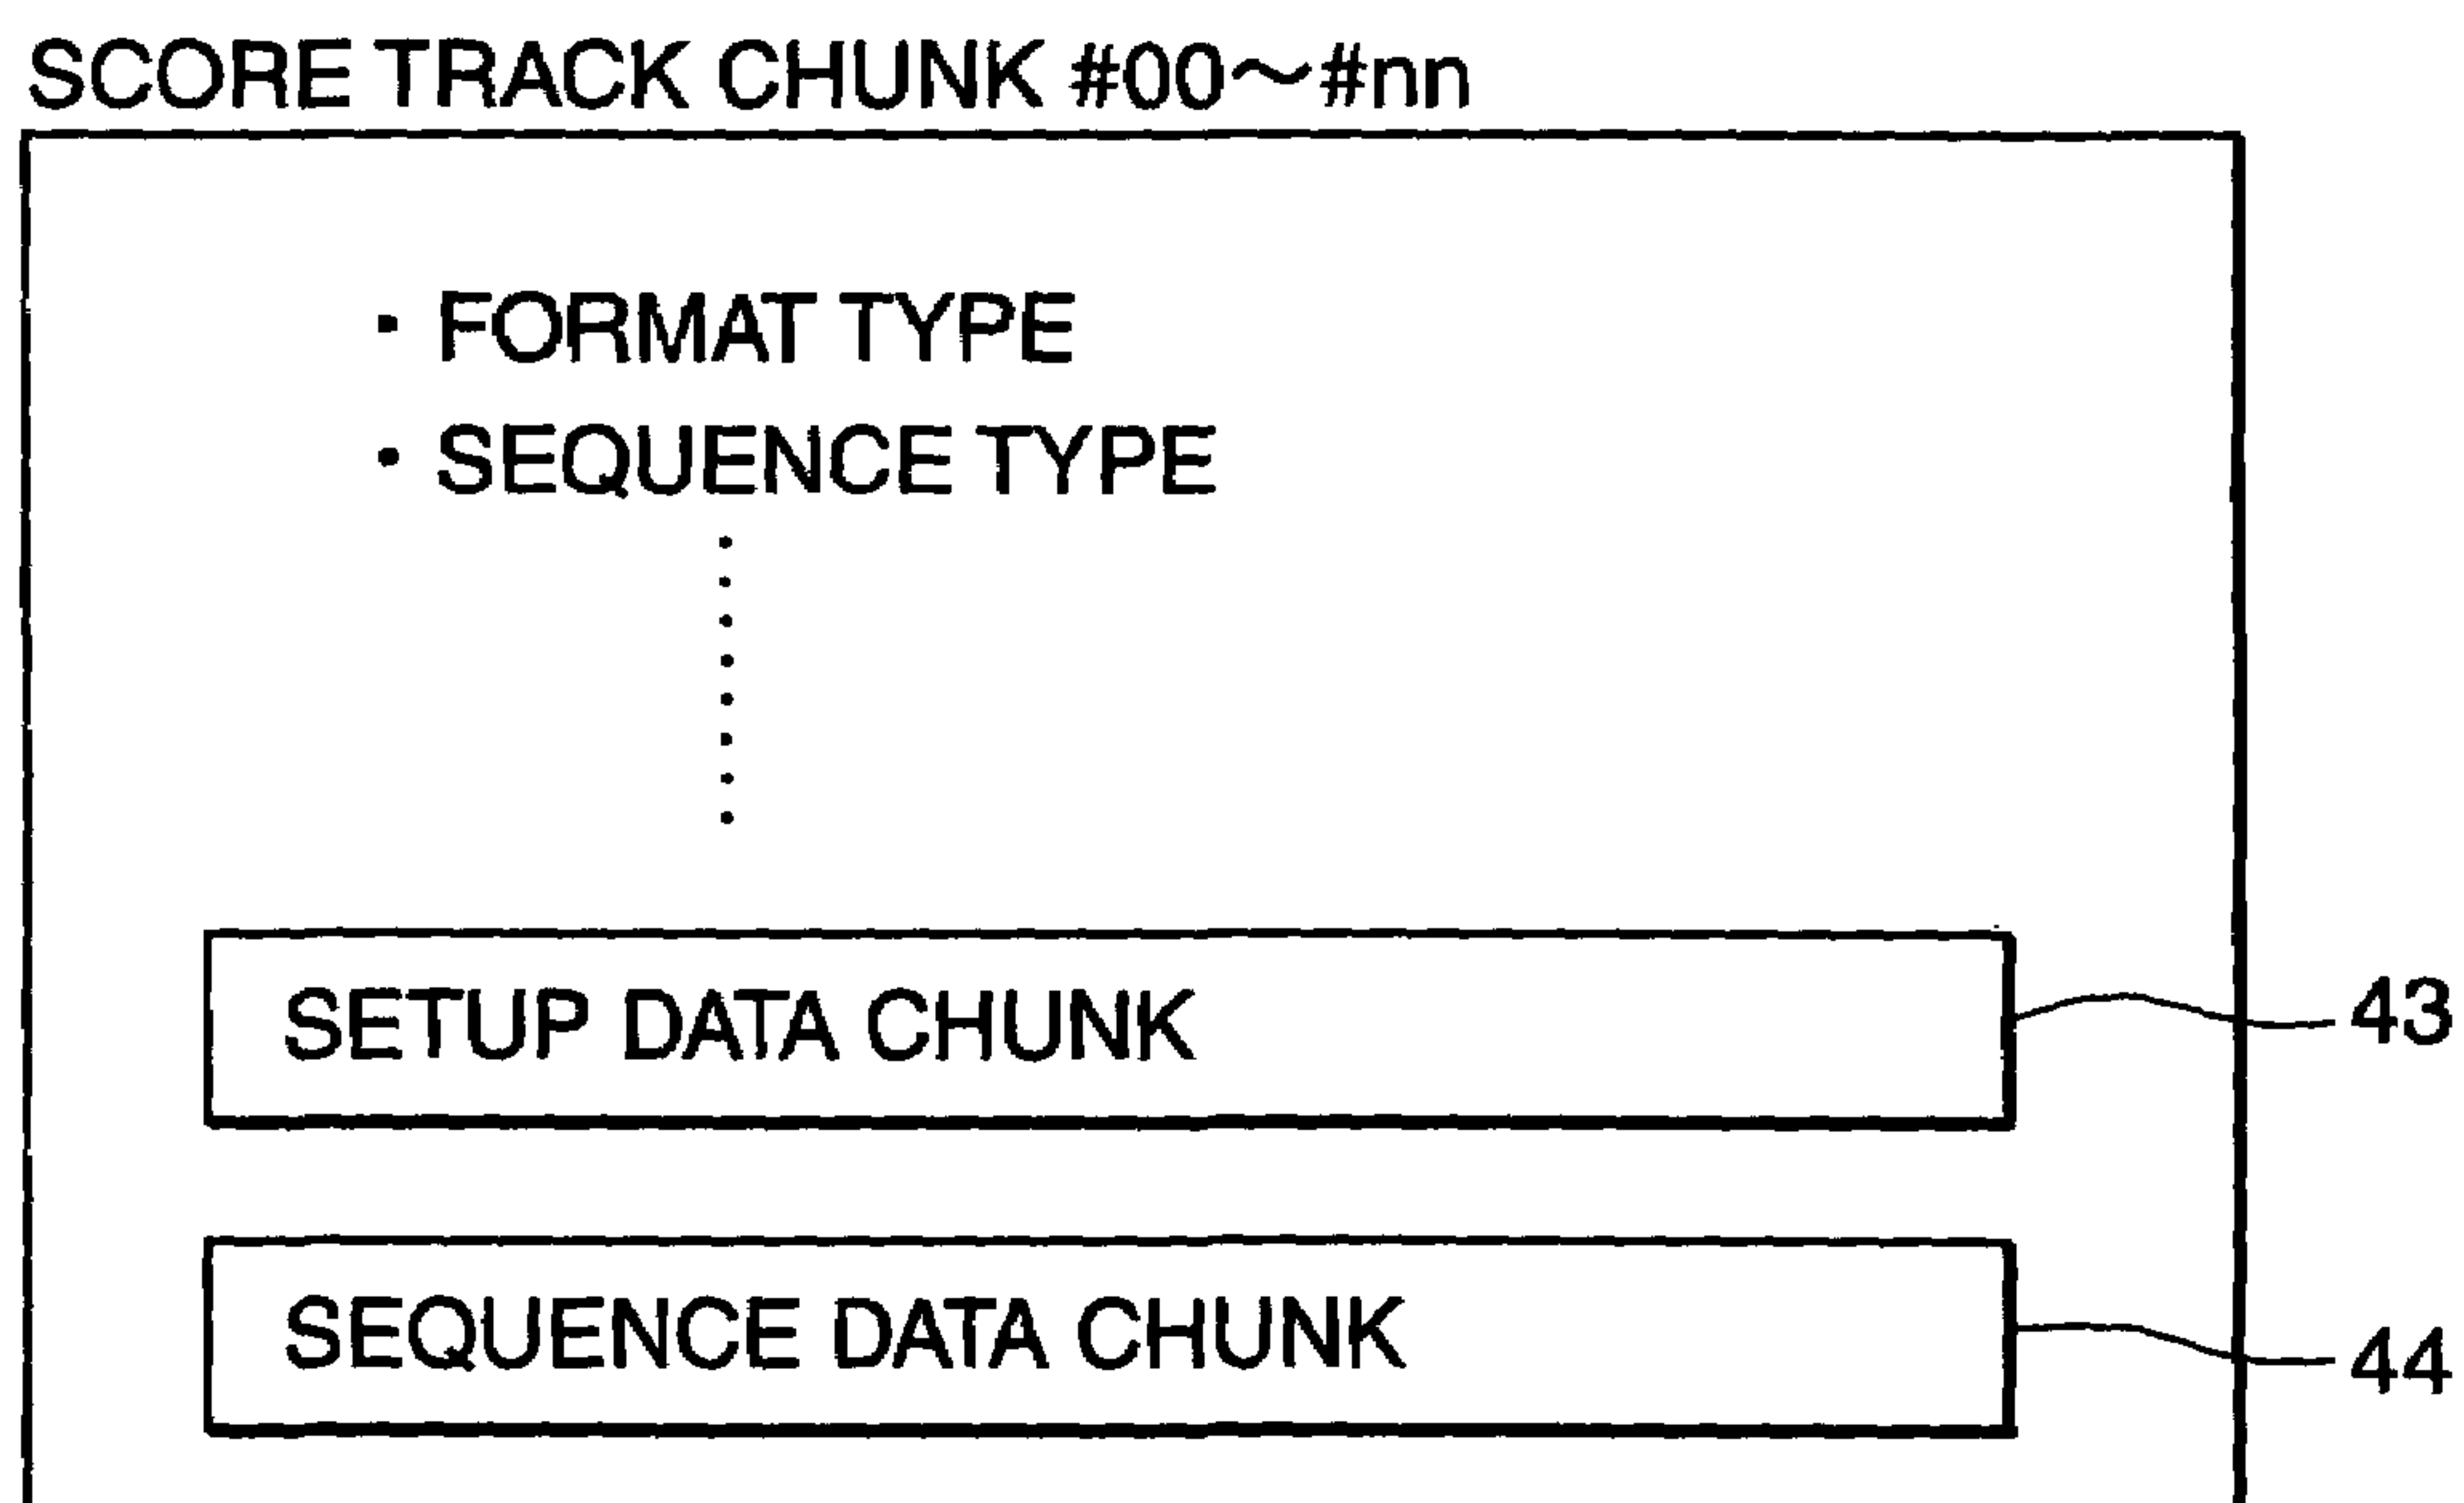 SCORE TRACK CHUNK #00～#nn
・FORMAT TYPE
・SEQUENCE TYPE
SETUP DATA CHUNK
43
SEQUENCE DATA CHUNK
44